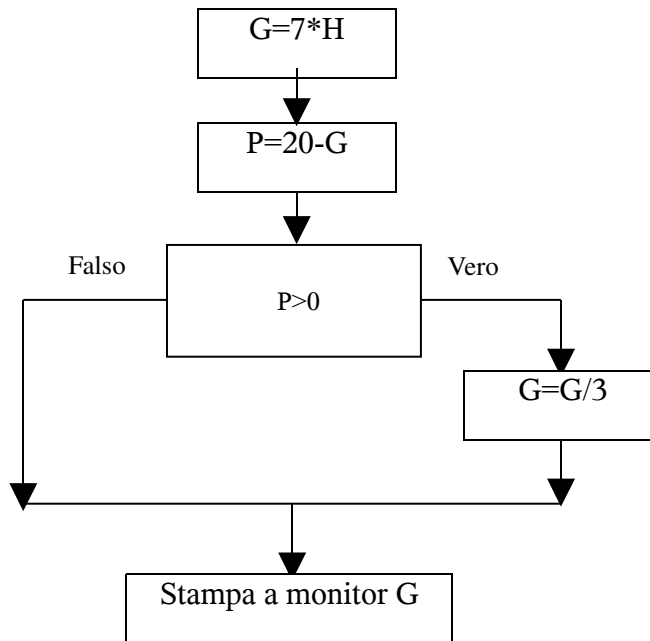 G=7*H
P=20-G
Falso
Vero
P>0
G=G/3
Stampa a monitor G